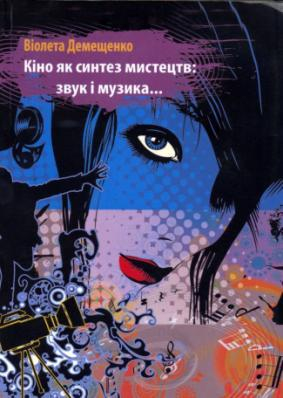 Віолета Демещенко
Кіно як синтез мистецтв:
звук і музика...